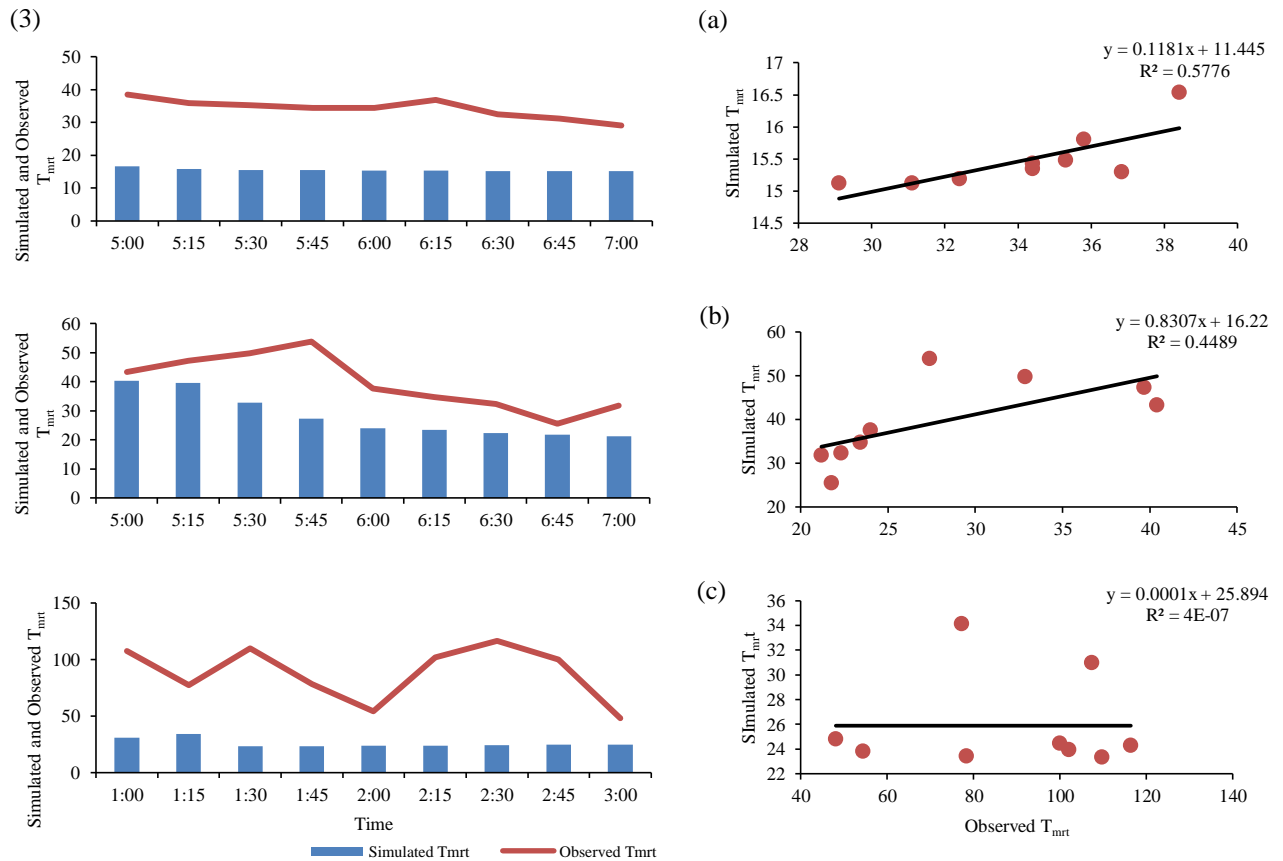 (3)
(a)
50
40
30
20
10
0
Simulated and Observed
Tmrt
5:00 5:15 5:30 5:45 6:00 6:15 6:30 6:45 7:00
y = 0.1181x + 11.445
R² = 0.5776
17
16.5
16
15.5
15
14.5
SImulated Tmrt
28 30 32 34 36 38 40
60
50
40
30
20
10
0
Simulated and Observed
Tmrt
5:00 5:15 5:30 5:45 6:00 6:15 6:30 6:45 7:00
(b)
y = 0.8307x + 16.22
R² = 0.4489
60
50
40
30
20
SImulated Tmrt
20 25 30 35 40 45
150
100
50
0
Simulated and Observed Tmrt
1:00 1:15 1:30 1:45 2:00 2:15 2:30 2:45 3:00
Time
Simulated Tmrt Observed Tmrt
(c)
y = 0.0001x + 25.894
R² = 4E-07
36
34
32
30
28
26
24
22
SImulated Tmrt
40 60 80 100 120 140
Observed Tmrt